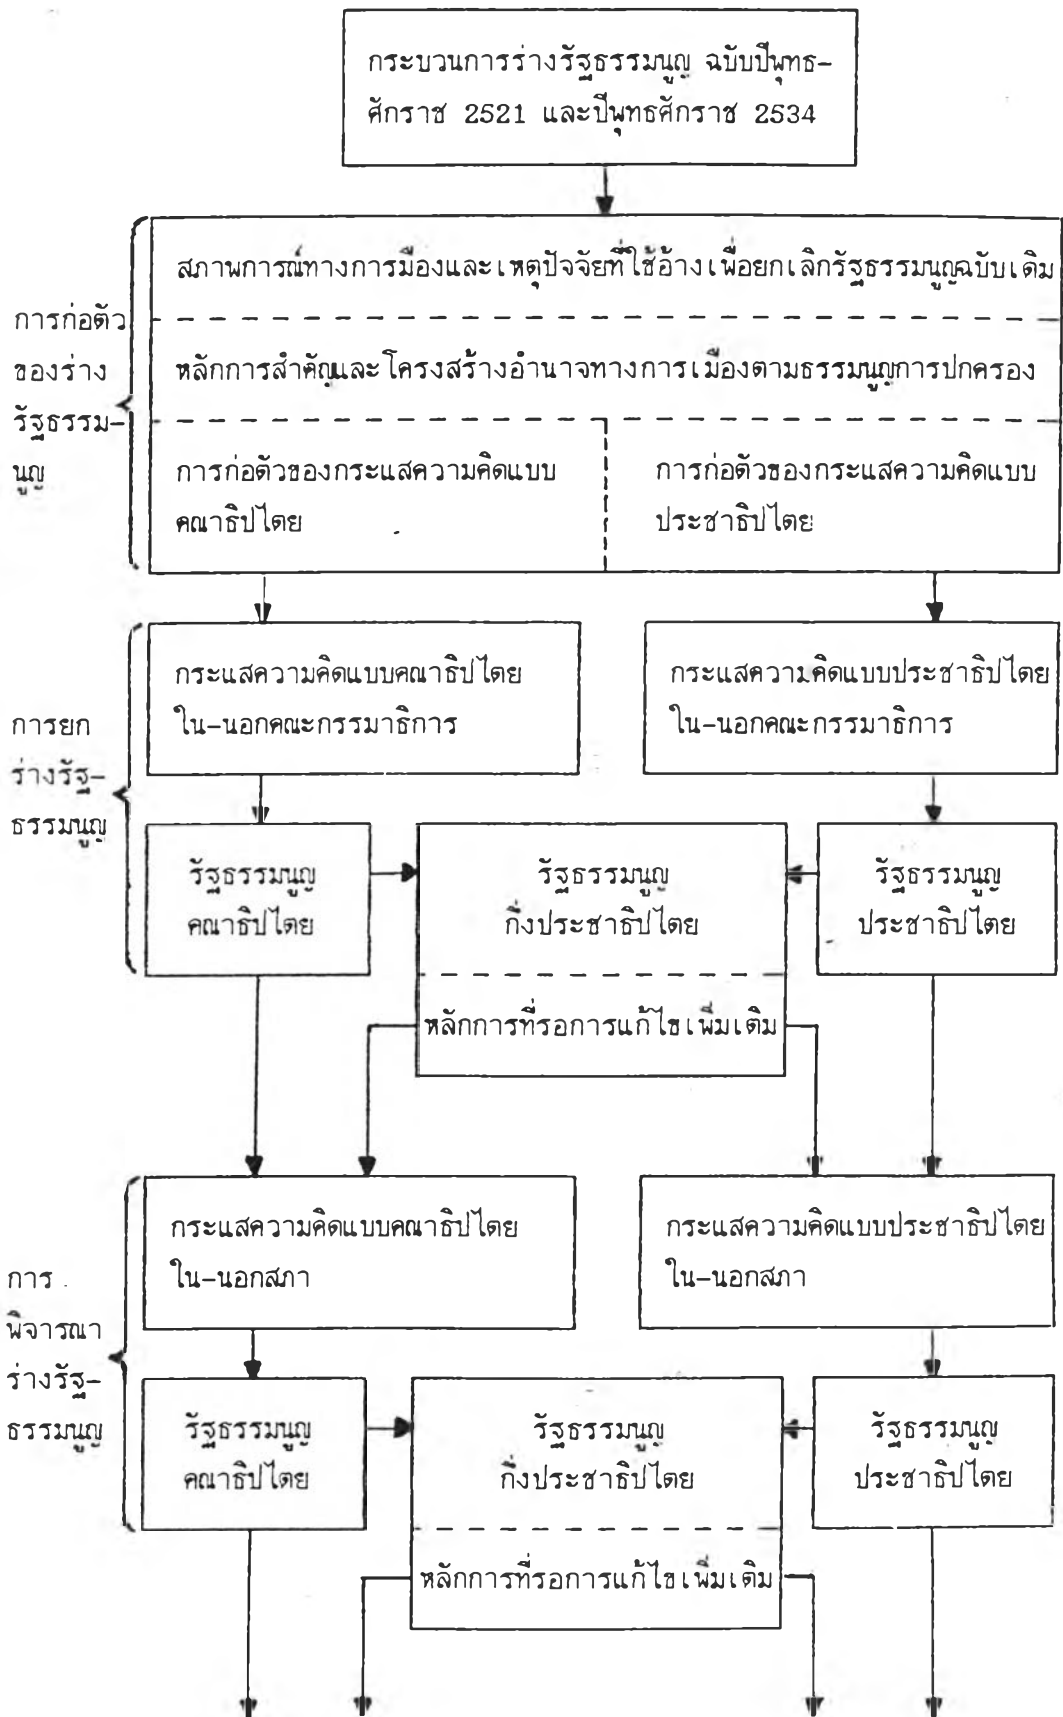 กระบวนการร่างรัฐธรรมนูญ ฉบับปีพุทธ-
ศักราช 2521 และปีพุทธศักราช 2534
สภาพการณ์ทางการมืองและเหตุปัจจัยที่ใช้อ้างเพื่อยกเลิกรัฐธรรมนูญฉบับเดิม
การก่อตัว
ของร่าง
รัฐธรรม-
นูญ
หลักการสำคัญและโครงสร้างอำนาจทางการเมืองตามธรรมนูญการปกครอง
การก่อตัวของกระแสความคิดแบบ
คณาธิปไตย
การก่อตัวของกระแสความคิดแบบ
ประชาธิปไตย
การยก
ร่างรัฐ-
ธรรมนูญ
กระแสความคิดแบบคณาธิปไตย
ใน-นอกคณะกรรมาธิการ
กระแสความคิดแบบประชาธิปไตย
ใน-นอกคณะกรรมาธิการ
รัฐธรรมนูญ
คณาธิปไตย
รัฐธรรมนูญ
กึ่งประชาธิปไตย
รัฐธรรมนูญ
ประชาธิปไตย
หลักการที่รอการแก้ไขเพิ่มเติม
การ
พิจารณา
ร่างรัฐ-
ธรรมนูญ
กระแสความคิดแบบคณาธิปไตย
ใน-นอกสภา
กระแสความคิดแบบประชาธิปไตย
ใน-นอกสภา
รัฐธรรมนูญ
คณาธิปไตย
รัฐธรรมนูญ
กึ่งประชาธิปไตย
รัฐธรรมนูญ
ประชาธิปไตย
หลักการที่รอการแก้ไขเพิ่มเติม